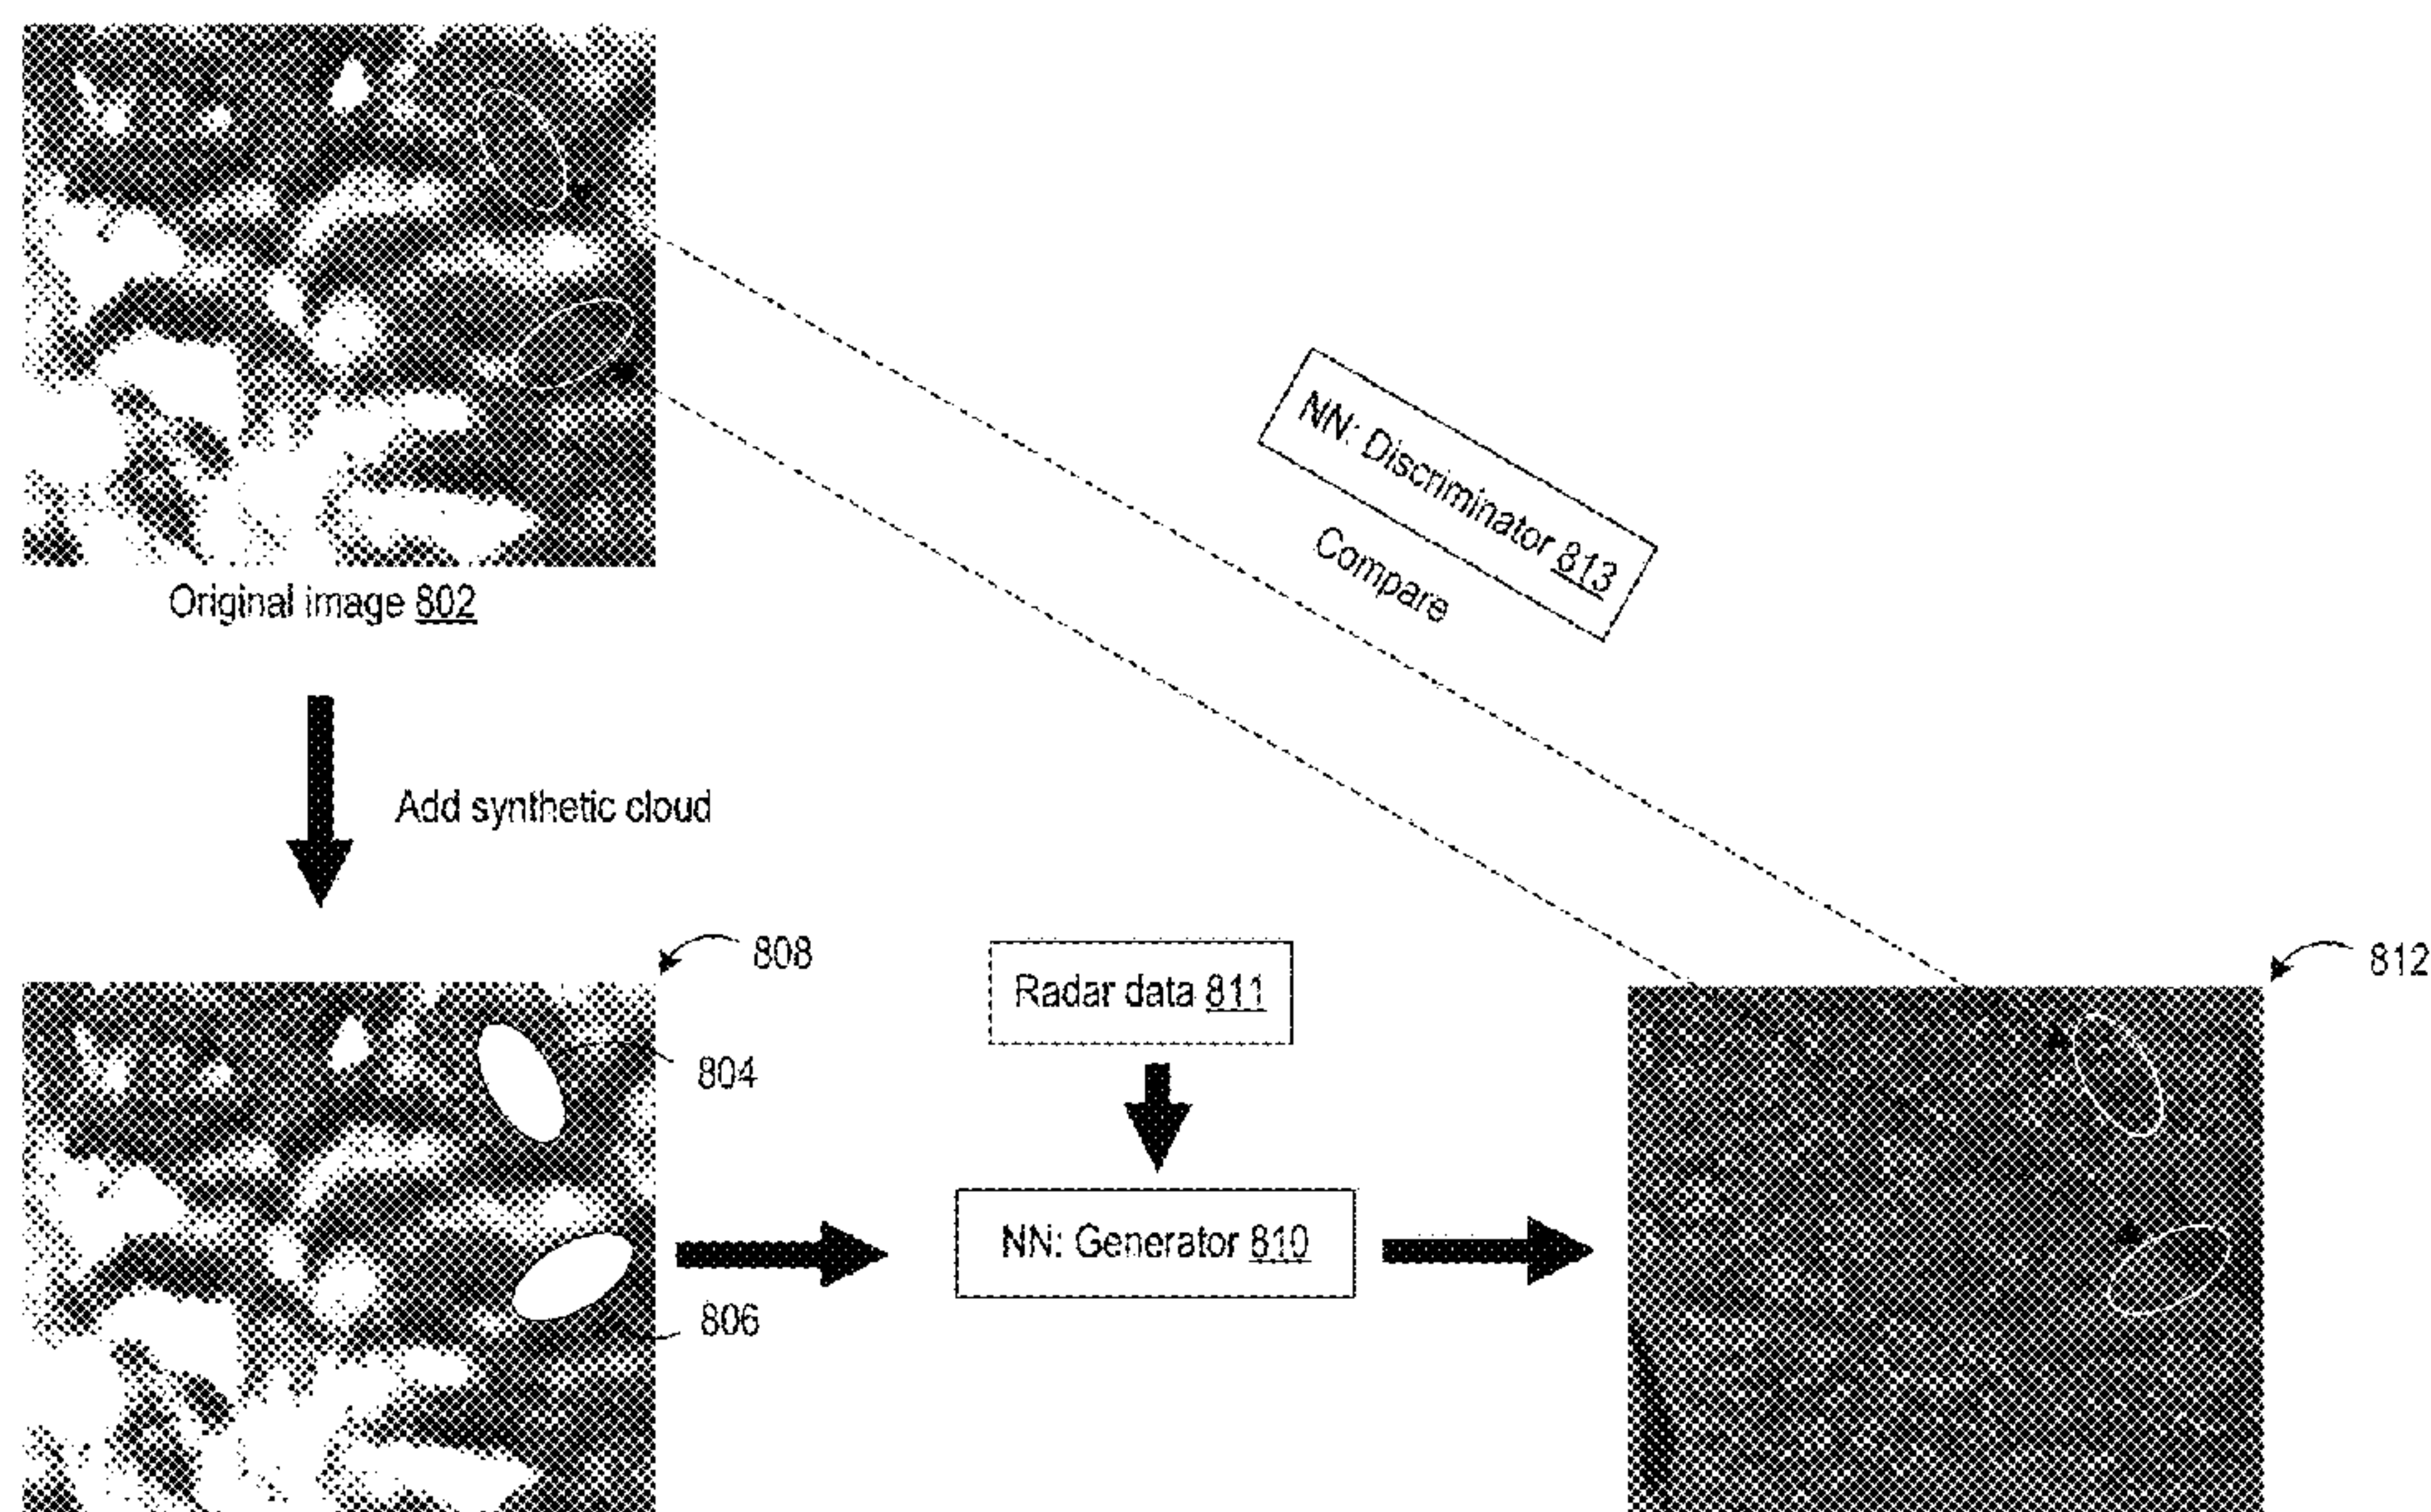 NN: Discriminator 813
Compare
Original image 802
Add synthetic cloud
808
812
Radar data 811
804
NN: Generator 810
806